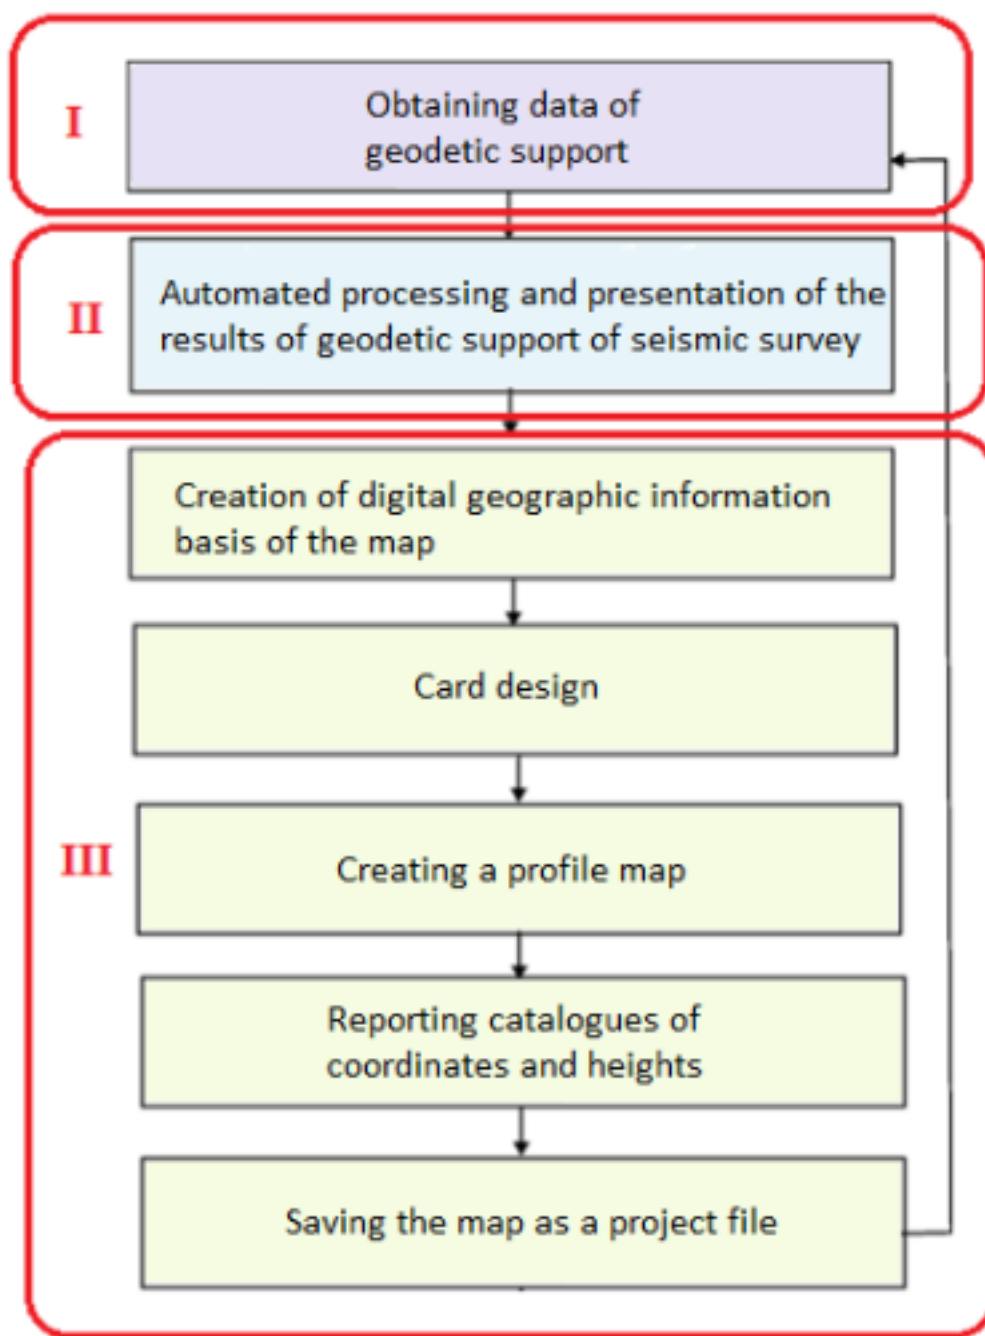 I
Obtaining data of
geodetic support
II
Automated processing and presentation of the
results of geodetic support of seismic survey
Creation of digital geographic information
basis of the map
Card design
III
Creating a profile map
Reporting catalogues of
coordinates and heights
Saving the map as a project file